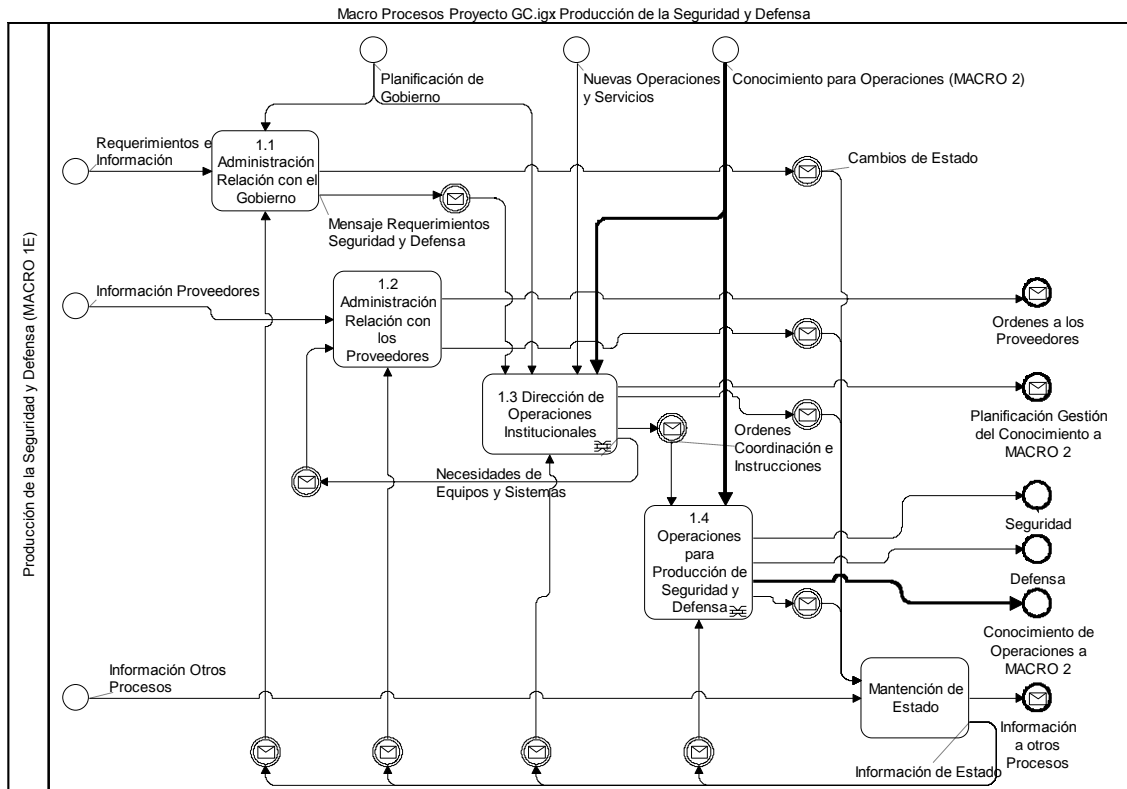 Macro Procesos Proyecto GC.igx Producción de la Seguridad y Defensa
Producción de la Seguridad y Defensa (MACRO 1E)
Planificación de
Gobierno
Nuevas Operaciones
y Servicios
Conocimiento para Operaciones (MACRO 2)
Requerimientos e
Información
1.1
Administración
Relación con el
Gobierno
Cambios de Estado
Mensaje Requerimientos
Seguridad y Defensa
Información Proveedores
1.2
Administración
Relación con
los
Proveedores
Ordenes a los
Proveedores
1.3 Dirección de
Operaciones
Institucionales
Ordenes
Coordinación e
Instrucciones
Planificación Gestión
del Conocimiento a
MACRO 2
Necesidades de
Equipos y Sistemas
1.4
Operaciones
para
Producción de
Seguridad y
Defensa
Seguridad
Defensa
Conocimiento de
Operaciones a
MACRO 2
Información Otros
Procesos
Mantención de
Estado
Información
a otros
Procesos
Información de Estado